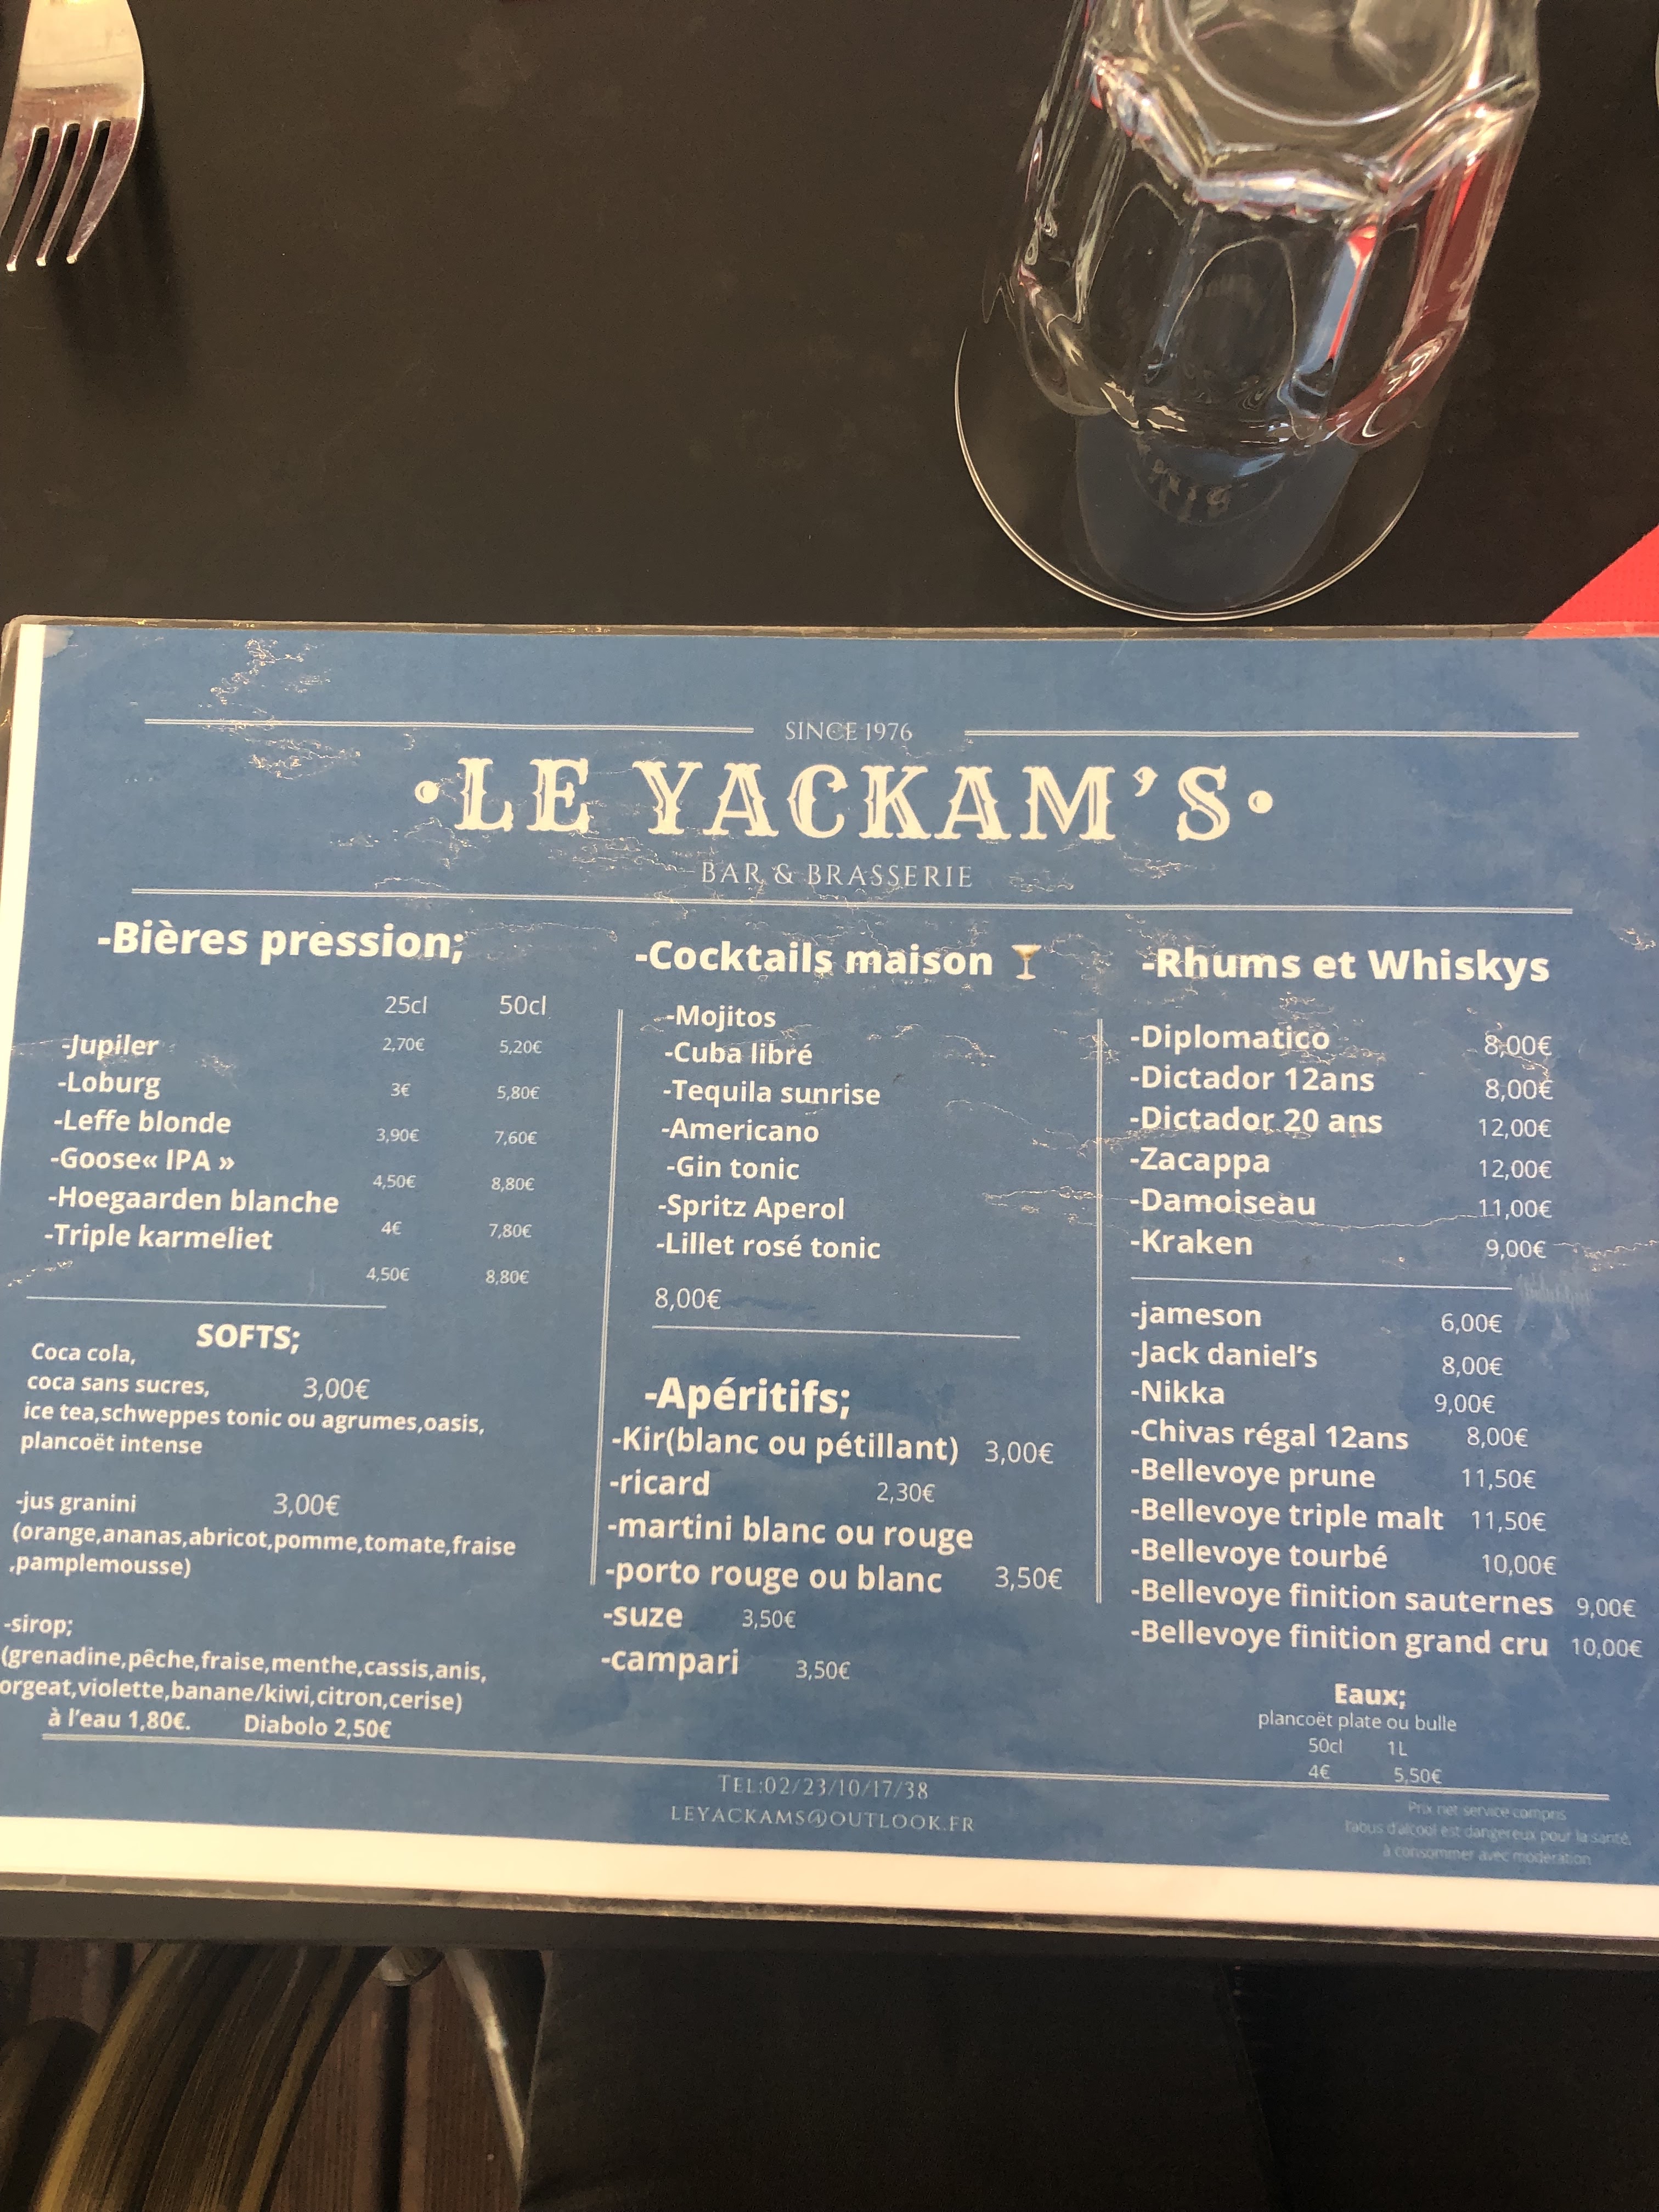 SINCE 1976
•LE YACKAM'S•
BAR & BRASSERIE
-Bières pression;
25cl 50cl
-Jupiler 2,70€ 5,20€
-Loburg 3€ 5,80€
-Leffe blonde 3,90€ 7,60€
-Goose« IPA » 4,50€ 8,80€
-Hoegaarden blanche 4€ 7,80€
-Triple karmeliet 4,50€ 8,80€
SOFTS;
Coca cola,
coca sans sucres, 3,00€
ice tea,schweppes tonic ou agrumes,oasis,
plancoët intense
-jus granini 3,00€
(orange,ananas,abricot,pomme,tomate,fraise
,pamplemousse)
-sirop;
(grenadine,pêche,fraise,menthe,cassis,anis,
orgeat,violette,banane/kiwi,citron,cerise)
à l'eau 1,80€. Diabolo 2,50€
-Cocktails maison 🍸
-Mojitos
-Cuba libré
-Tequila sunrise
-Americano
-Gin tonic
-Spritz Aperol
-Lillet rosé tonic
8,00€
-Apéritifs;
-Kir(blanc ou pétillant) 3,00€
-ricard 2,30€
-martini blanc ou rouge
-porto rouge ou blanc 3,50€
-suze 3,50€
-campari 3,50€
-Rhums et Whiskys
-Diplomatico 8,00€
-Dictador 12ans 8,00€
-Dictador 20 ans 12,00€
-Zacappa 12,00€
-Damoiseau 11,00€
-Kraken 9,00€
-jameson 6,00€
-Jack daniel's 8,00€
-Nikka 9,00€
-Chivas régal 12ans 8,00€
-Bellevoye prune 11,50€
-Bellevoye triple malt 11,50€
-Bellevoye tourbé 10,00€
-Bellevoye finition sauternes 9,00€
-Bellevoye finition grand cru 10,00€
Eaux;
plancoët plate ou bulle
50cl 1L
4€ 5,50€
TEL:02/23/10/17/38
LEYACKAMS@OUTLOOK.FR
Prix net service compris
l'abus d'alcool est dangereux pour la santé,
à consommer avec modération